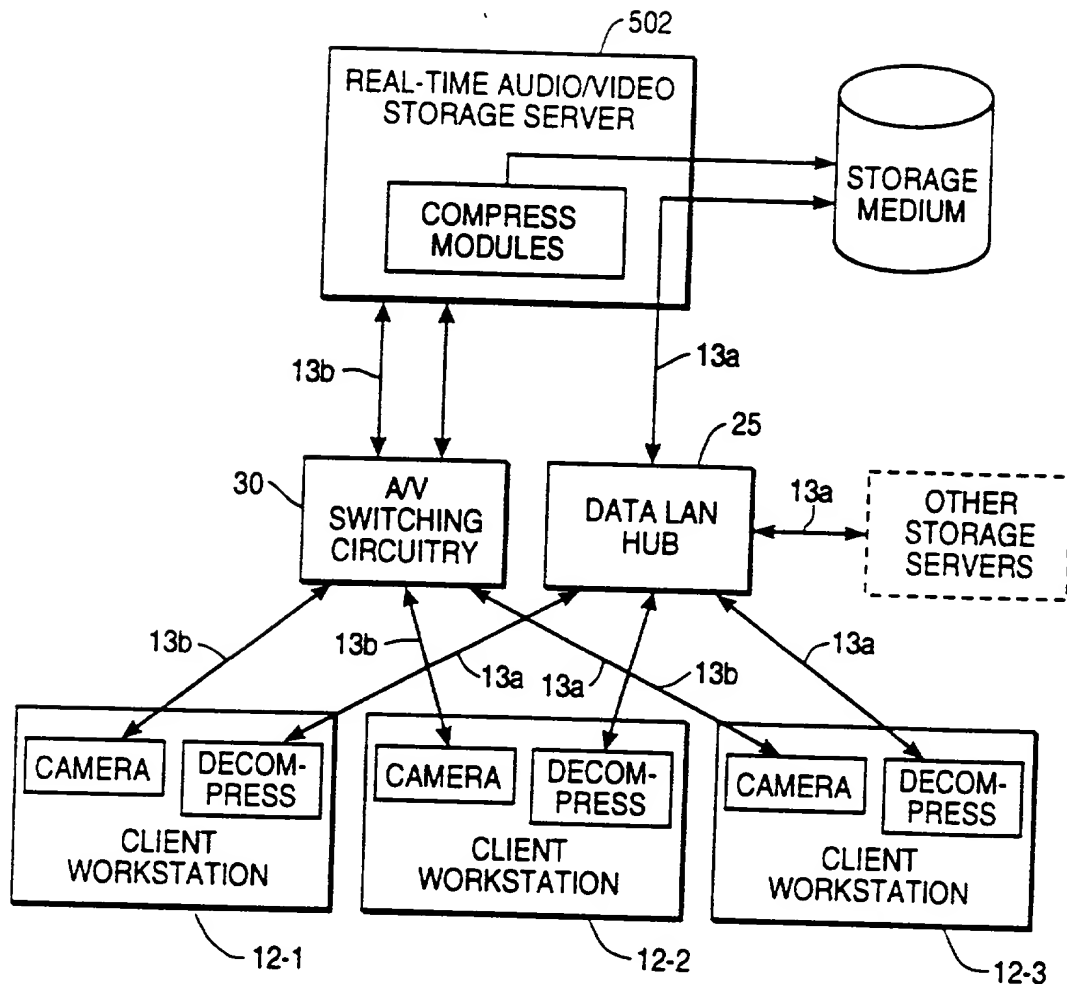 502
REAL-TIME AUDIO/VIDEO
STORAGE SERVER
COMPRESS
MODULES
STORAGE
MEDIUM
13b
13a
25
30
A/V
SWITCHING
CIRCUITRY
DATA LAN
HUB
13a
OTHER
STORAGE
SERVERS
13b
13b
13a
13a
13b
13a
CAMERA
DECOM-
PRESS
CLIENT
WORKSTATION
CAMERA
DECOM-
PRESS
CLIENT
WORKSTATION
CAMERA
DECOM-
PRESS
CLIENT
WORKSTATION
12-1
12-2
12-3